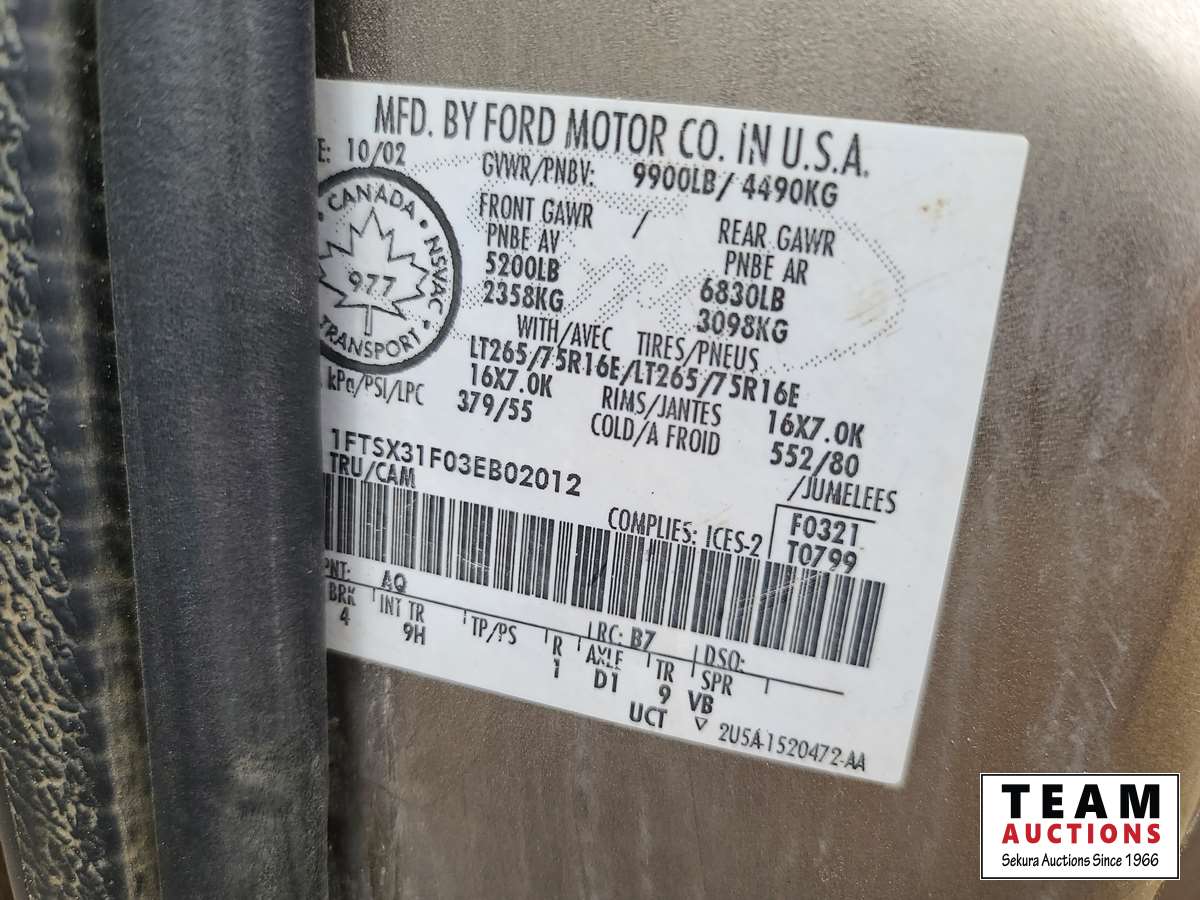 MFD. BY FORD MOTOR CO. IN U.S.A.
E: 10/02
GVWR/PNBV: 9900LB/ 4490KG
CANADA
NSVAC
977
TRANSPORT
FRONT GAWR / REAR GAWR
PNBE AV PNBE AR
5200LB 6830LB
2358KG 3098KG
WITH/AVEC TIRES/PNEUS
LT265/75R16E/LT265/75R16E
16X7.0K RIMS/JANTES 16X7.0K
kPa/PSI/LPC 379/55 COLD/A FROID 552/80
1FTSX31F03EB02012 /JUMELEES
TRU/CAM
COMPLIES: ICES-2 F0321
T0799
PNT: AQ
BRK INT TR TP/PS R LRC: B7 DSO:
AXLE TR SPR
4 9H 1 D1 9 VB
UCT 2U5A-1520472-AA
TEAM
AUCTIONS
Sekura Auctions Since 1966